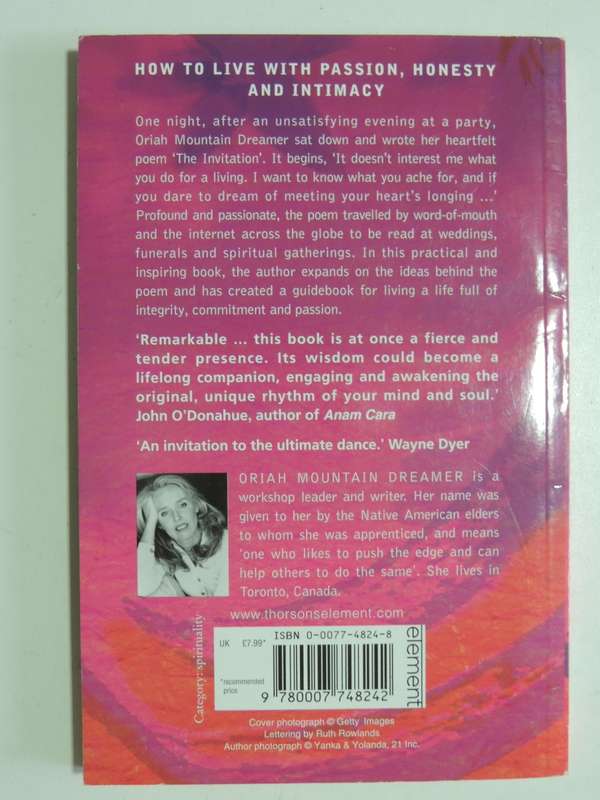 HOW TO LIVE WITH PASSION, HONESTY
AND INTIMACY
One night, after an unsatisfying evening at a party,
Oriah Mountain Dreamer sat down and wrote her heartfelt
poem ‘The Invitation’. It begins, ‘It doesn't interest me what
you do for a living. I want to know what you ache for, and if
you dare to dream of meeting your heart's longing ...’
Profound and passionate, the poem travelled by word-of-mouth
and the internet across the globe to be read at weddings,
funerals and spiritual gatherings. In this practical and
inspiring book, the author expands on the ideas behind the
poem and has created a guidebook for living a life full of
integrity, commitment and passion.
‘Remarkable ... this book is at once a fierce and
tender presence. Its wisdom could become a
lifelong companion, engaging and awakening the
original, unique rhythm of your mind and soul.’
John O'Donahue, author of Anam Cara
‘An invitation to the ultimate dance.’ Wayne Dyer
ORIAH MOUNTAIN DREAMER is a
workshop leader and writer. Her name was
given to her by the Native American elders
to whom she was apprenticed, and means
‘one who likes to push the edge and can
help others to do the same’. She lives in
Toronto, Canada.
www.thorsonselement.com
Category: spirituality
UK £7.99*
*recommended
price
ISBN 0-0077-4824-8
9 780007 748242
element
Cover photograph © Getty Images
Lettering by Ruth Rowlands
Author photograph © Yanka & Yolanda, 21 Inc.